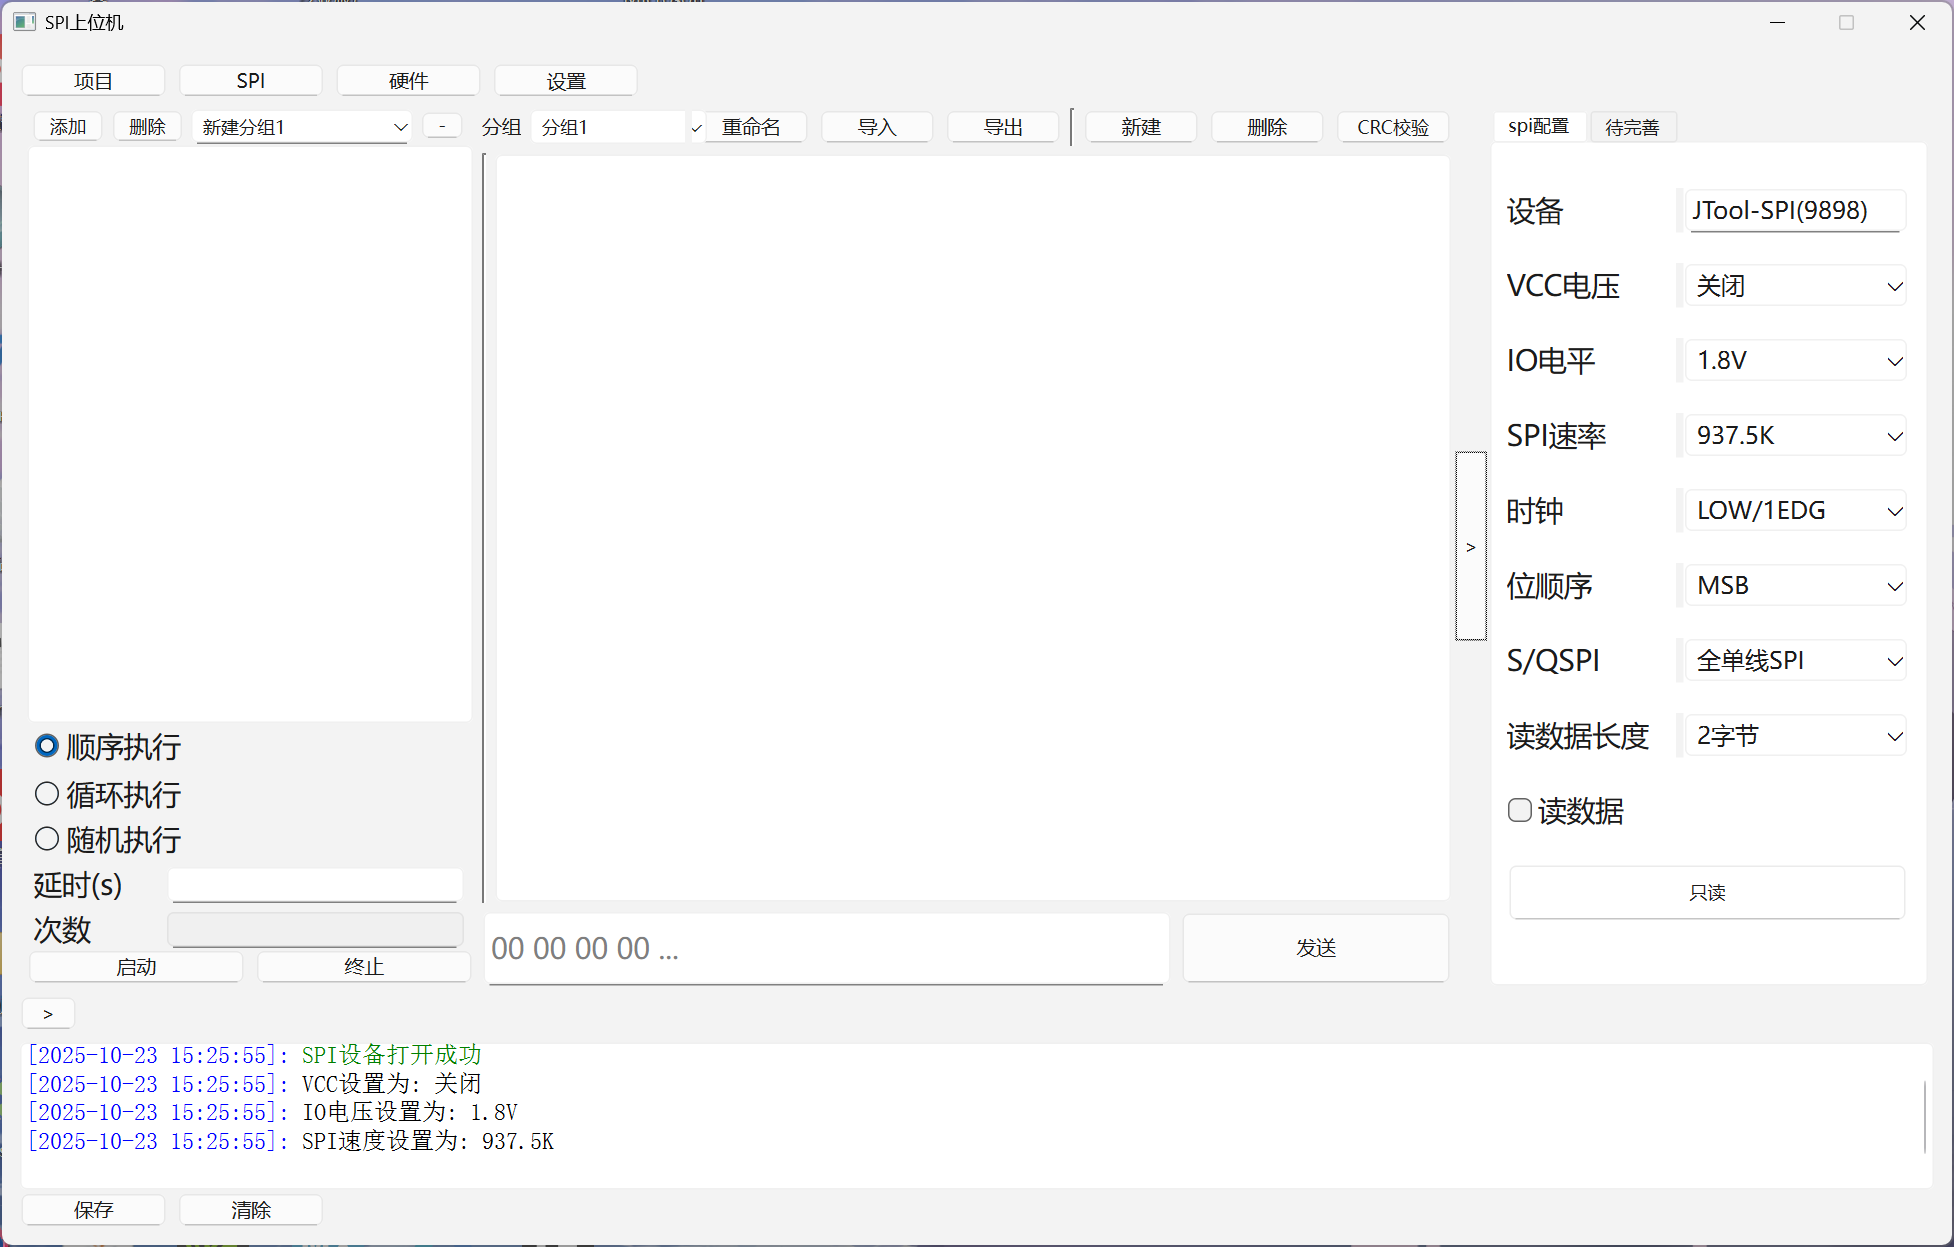 SPI上位机
项目 SPI 硬件 设置
添加 删除 新建分组1 - 分组 分组1 重命名 导入 导出 新建 删除 CRC校验 spi配置 待完善
设备 JTool-SPI(9898)
VCC电压 关闭
IO电平 1.8V
SPI速率 937.5K
时钟 LOW/1EDG
>
位顺序 MSB
S/QSPI 全单线SPI
读数据长度 2字节
顺序执行
循环执行
读数据
随机执行
延时(s)
只读
次数
00 00 00 00 ... 发送
启动 终止
>
[2025-10-23 15:25:55]: SPI设备打开成功
[2025-10-23 15:25:55]: VCC设置为: 关闭
[2025-10-23 15:25:55]: IO电压设置为: 1.8V
[2025-10-23 15:25:55]: SPI速度设置为: 937.5K
保存 清除